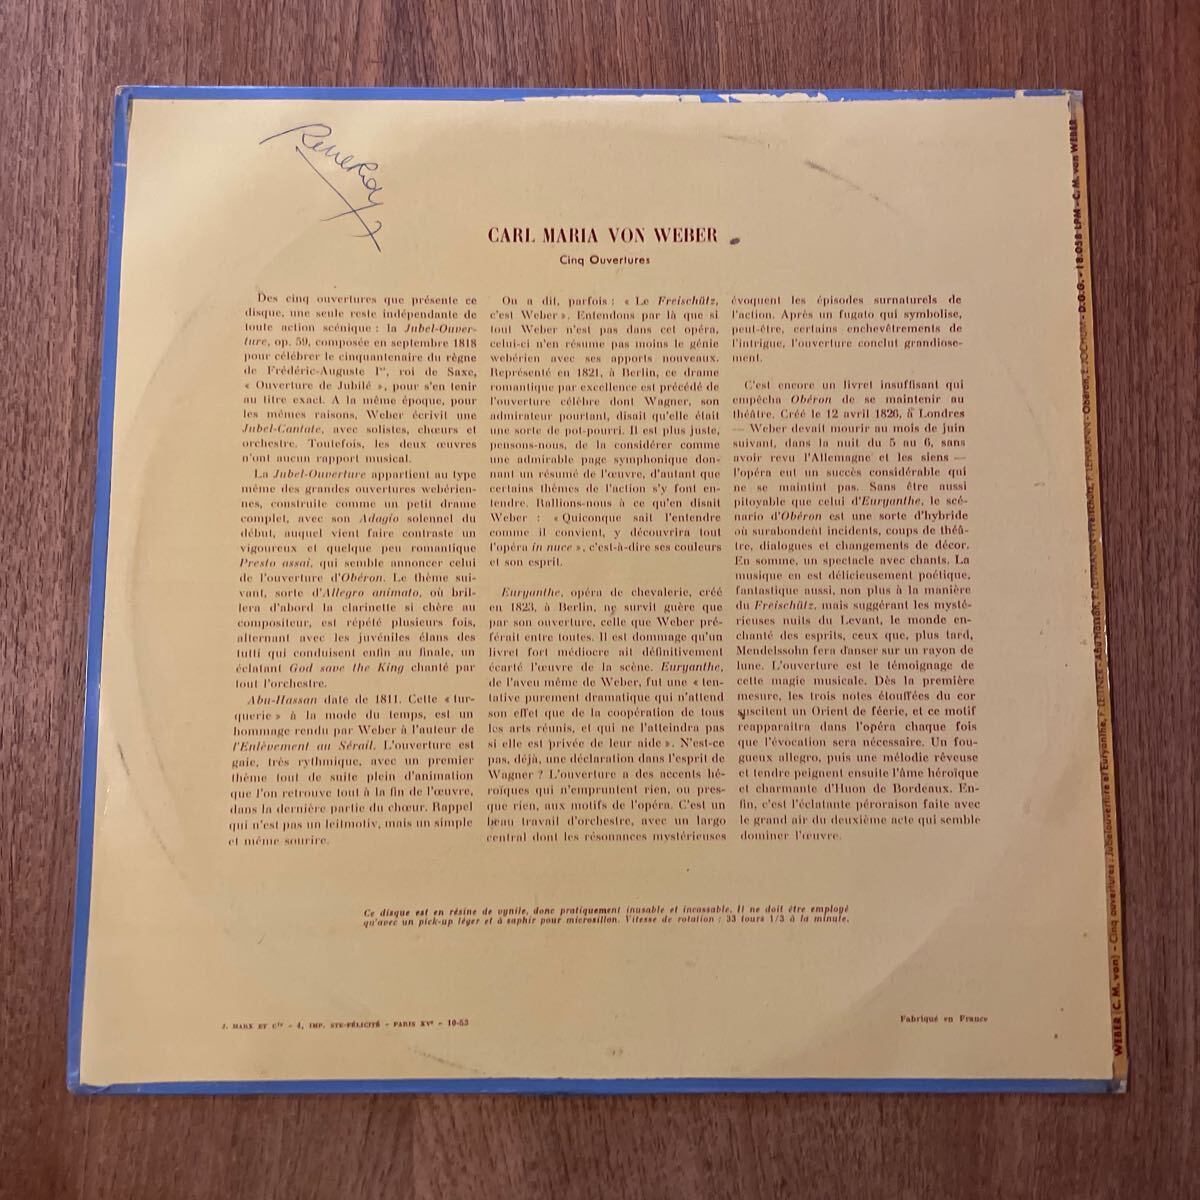 CARL MARIA VON WEBER
Cinq Ouvertures
Des cinq ouvertures que présente ce
disque, une seule reste indépendante de
toute action scénique : la Jubel-Ouver-
ture, op. 59, composée en septembre 1818
pour célébrer le cinquantenaire du règne
de Frédéric-Auguste Ier, roi de Saxe,
« Ouverture de Jubilé », pour s'en tenir
au titre exact. A la même époque, pour
les mêmes raisons, Weber écrivit une
Jubel-Cantate, avec solistes, chœurs et
orchestre. Toutefois, les deux œuvres
n'ont aucun rapport musical.
La Jubel-Ouverture appartient au type
même des grandes ouvertures webérien-
nes, construite comme un petit drame
complet, avec son Adagio solennel du
début, auquel vient faire contraste un
vigoureux et quelque peu romantique
Presto assai, qui semble annoncer celui
de l'ouverture d'Obéron. Le thème sui-
vant, sorte d'Allegro animato, où bril-
lera d'abord la clarinette si chère au
compositeur, est répété plusieurs fois,
alternant avec les juvéniles élans des
tutti qui conduisent enfin au finale, un
éclatant God save the King chanté par
tout l'orchestre.
Abu-Hassan date de 1811. Cette « tur-
querie » à la mode du temps, est un
hommage rendu par Weber à l'auteur de
l'Enlèvement au Sérail. L'ouverture est
gaie, très rythmique, avec un premier
thème tout de suite plein d'animation
que l'on retrouve tout à la fin de l'œuvre,
dans la dernière partie du chœur. Rappel
qui n'est pas un leitmotiv, mais un simple
et même sourire.
On a dit, parfois : « Le Freischütz,
c'est Weber ». Entendons par là que si
tout Weber n'est pas dans cet opéra,
celui-ci n'en résume pas moins le génie
webérien avec ses apports nouveaux.
Représenté en 1821, à Berlin, ce drame
romantique par excellence est précédé de
l'ouverture célèbre dont Wagner, son
admirateur pourtant, disait qu'elle était
une sorte de pot-pourri. Il est plus juste,
pensons-nous, de la considérer comme
une admirable page symphonique don-
nant un résumé de l'œuvre, d'autant que
certains thèmes de l'action s'y font en-
tendre. Rallions-nous à ce qu'en disait
Weber : « Quiconque sait l'entendre
comme il convient, y découvrira tout
l'opéra in nuce », c'est-à-dire ses couleurs
et son esprit.
Euryanthe, opéra de chevalerie, créé
en 1823, à Berlin, ne survit guère que
par son ouverture, celle que Weber pré-
férait entre toutes. Il est dommage qu'un
livret fort médiocre ait définitivement
écarté l'œuvre de la scène. Euryanthe,
de l'aveu même de Weber, fut une « ten-
tative purement dramatique qui n'attend
son effet que de la coopération de tous
les arts réunis, et qui ne l'atteindra pas
si elle est privée de leur aide ». N'est-ce
pas, déjà, une déclaration dans l'esprit de
Wagner ? L'ouverture a des accents hé-
roïques qui n'empruntent rien, ou pres-
que rien, aux motifs de l'opéra. C'est un
beau travail d'orchestre, avec un largo
central dont les résonances mystérieuses
évoquent les épisodes surnaturels de
l'action. Après un fugato qui symbolise,
peut-être, certains enchevêtrements de
l'intrigue, l'ouverture conclut grandiose-
ment.
C'est encore un livret insuffisant qui
empêcha Obéron de se maintenir au
théâtre. Créé le 12 avril 1826, à Londres
— Weber devait mourir au mois de juin
suivant, dans la nuit du 5 au 6, sans
avoir revu l'Allemagne et les siens —
l'opéra eut un succès considérable qui
ne se maintint pas. Sans être aussi
pitoyable que celui d'Euryanthe, le scé-
nario d'Obéron est une sorte d'hybride
où surabondent incidents, coups de théâ-
tre, dialogues et changements de décor.
En somme, un spectacle avec chants. La
musique en est délicieusement poétique,
fantastique aussi, non plus à la manière
du Freischütz, mais suggérant les mysté-
rieuses nuits du Levant, le monde en-
chanté des esprits, ceux que, plus tard,
Mendelssohn fera danser sur un rayon de
lune. L'ouverture est le témoignage de
cette magie musicale. Dès la première
mesure, les trois notes étouffées du cor
suscitent un Orient de féerie, et ce motif
reapparaitra dans l'opéra chaque fois
que l'évocation sera nécessaire. Un fou-
gueux allegro, puis une mélodie rêveuse
et tendre peignent ensuite l'âme héroïque
et charmante d'Huon de Bordeaux. En-
fin, c'est l'éclatante péroraison faite avec
le grand air du deuxième acte qui semble
dominer l'œuvre.
Ce disque est en résine de vynile, donc pratiquement inusable et incassable. Il ne doit être employé
qu'avec un pick-up léger et à saphir pour microsillon. Vitesse de rotation : 33 tours 1/3 à la minute.
J. MARX ET Cie - 4, IMP. STE-FÉLICITÉ - PARIS XVe - 10-53
Fabriqué en France
WEBER (C. M. von) - Cinq ouvertures : Jubelouverture et Euryanthe, F. LEITNER - Abu Hassan, F. LEHMANN - Freischütz, F. LEHMANN - Obéron, E. JOCHUM - D.G.G. - 18.058 LPM - C. M. von WEBER